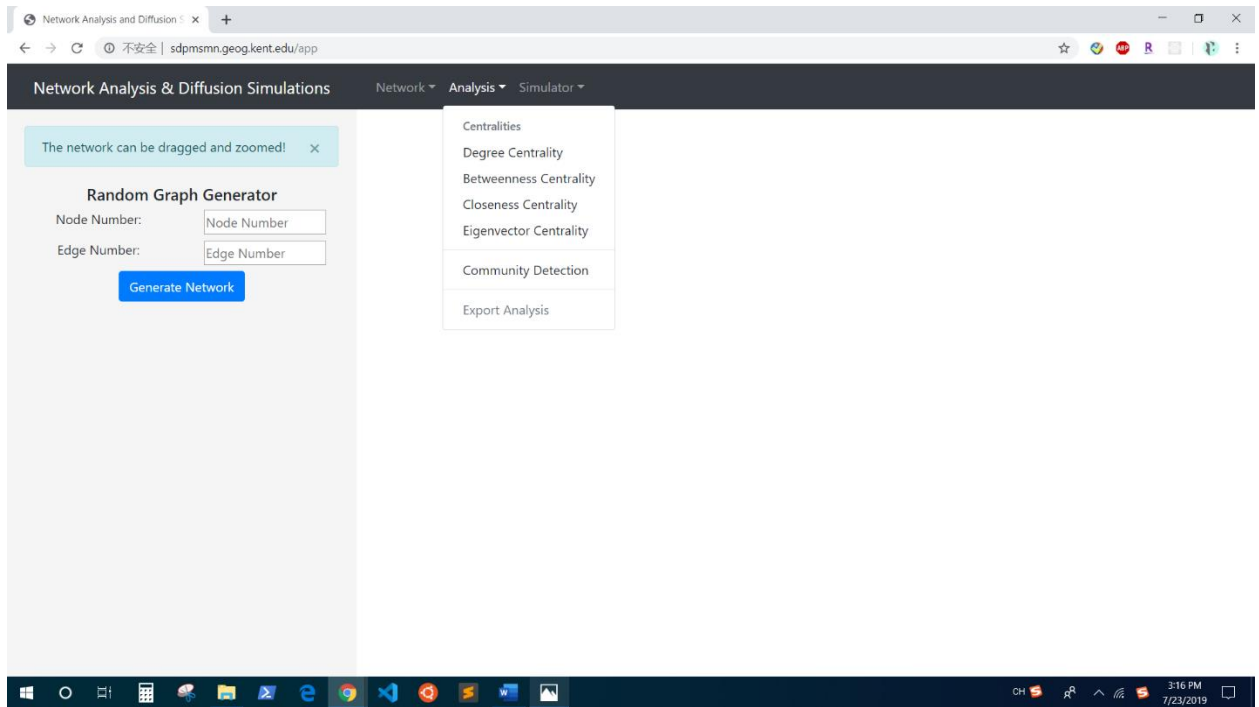 Network Analysis and Diffusion S
不安全 | sdpmsmn.geog.kent.edu/app
ABP
R
Network Analysis & Diffusion Simulations
Network
Analysis
Simulator
The network can be dragged and zoomed!
Random Graph Generator
Node Number:
Node Number
Edge Number:
Edge Number
Generate Network
Centralities
Degree Centrality
Betweenness Centrality
Closeness Centrality
Eigenvector Centrality
Community Detection
Export Analysis
CH
3:16 PM
7/23/2019